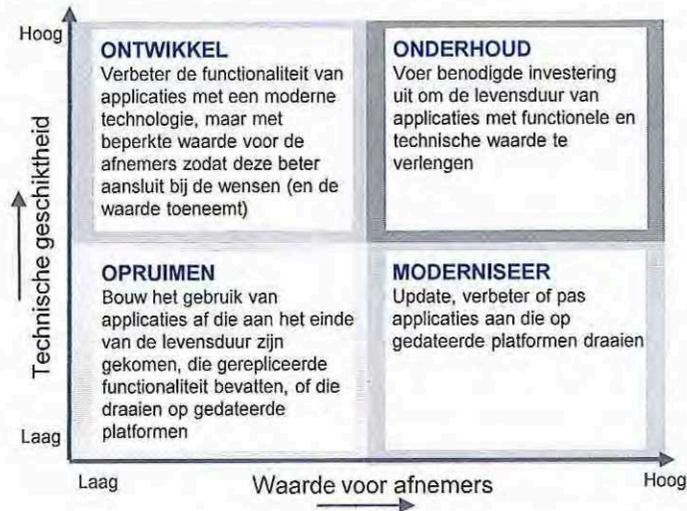 Hoog
ONTWIKKEL
Verbeter de functionaliteit van
applicaties met een moderne
technologie, maar met
beperkte waarde voor de
afnemers zodat deze beter
aansluit bij de wensen (en de
waarde toeneemt)
ONDERHOUD
Voer benodigde investering
uit om de levensduur van
applicaties met functionele en
technische waarde te
verlengen
Technische geschiktheid
OPRUIMEN
Bouw het gebruik van
applicaties af die aan het einde
van de levensduur zijn
gekomen, die gerepliceerde
functionaliteit bevatten, of die
draaien op gedateerde
platformen
MODERNISEER
Update, verbeter of pas
applicaties aan die op
gedateerde platformen draaien
Laag
Laag
Waarde voor afnemers
Hoog